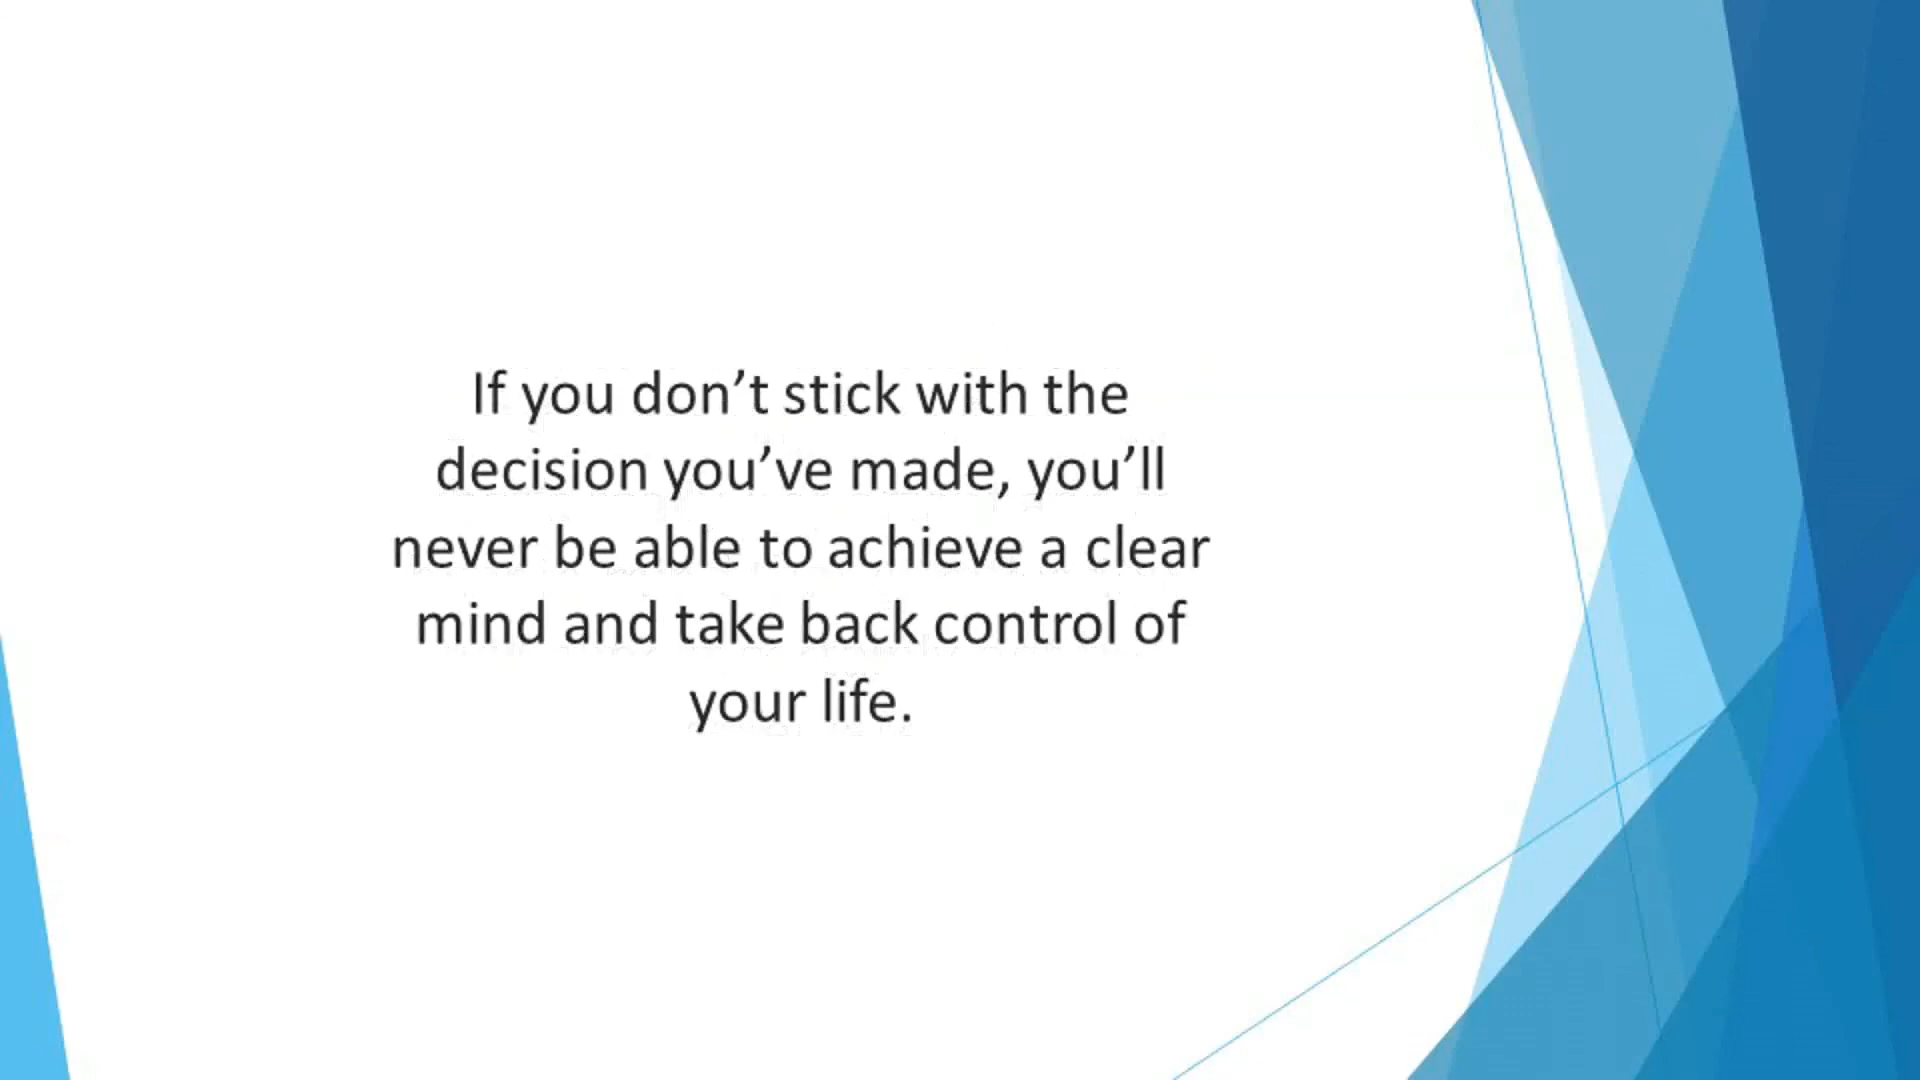 If you don’t stick with the
decision you’ve made, you’ll
never be able to achieve a clear
mind and take back control of
your life.